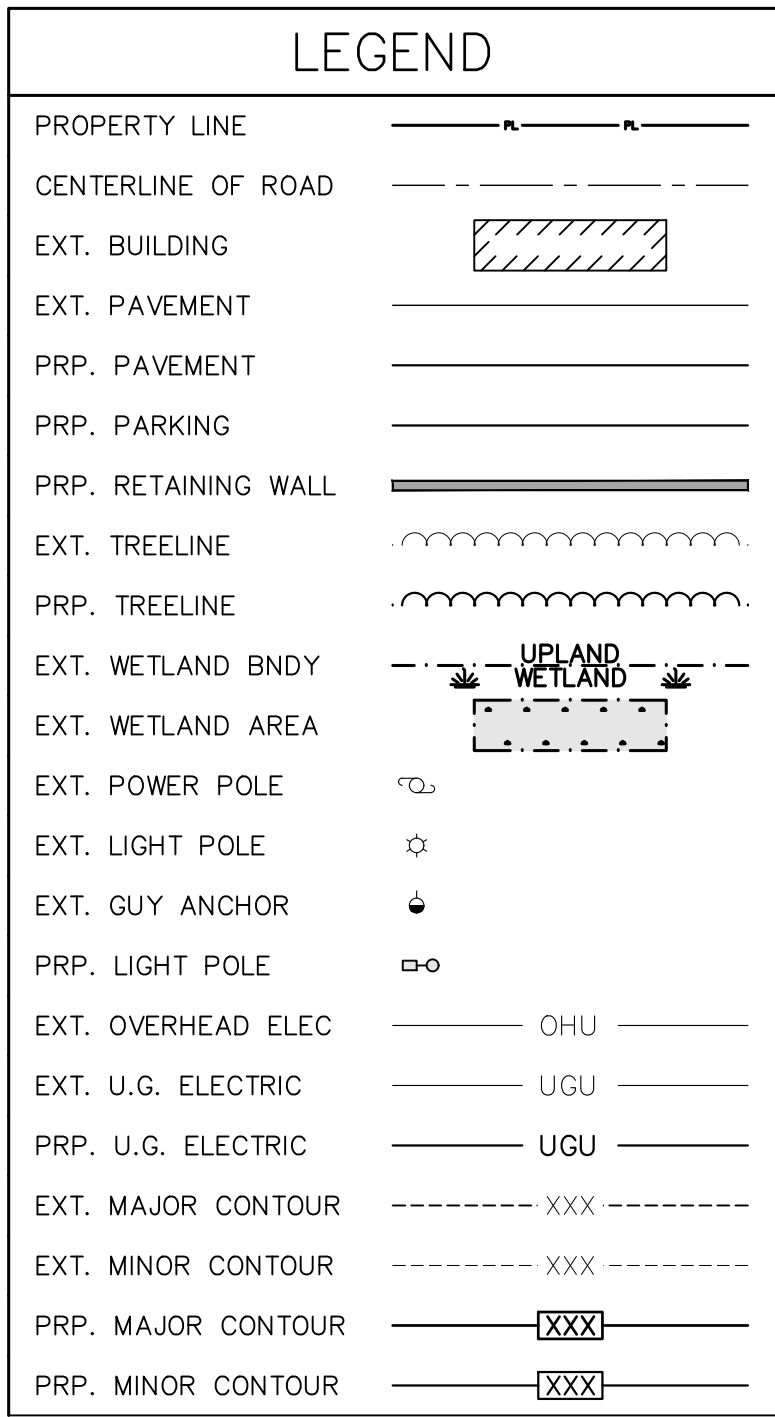 LEGEND
PROPERTY LINE PL PL
CENTERLINE OF ROAD
EXT. BUILDING
EXT. PAVEMENT
PRP. PAVEMENT
PRP. PARKING
PRP. RETAINING WALL
EXT. TREELINE
PRP. TREELINE
EXT. WETLAND BNDY UPLAND
WETLAND
EXT. WETLAND AREA
EXT. POWER POLE
EXT. LIGHT POLE
EXT. GUY ANCHOR
PRP. LIGHT POLE
EXT. OVERHEAD ELEC OHU
EXT. U.G. ELECTRIC UGU
PRP. U.G. ELECTRIC UGU
EXT. MAJOR CONTOUR XXX
EXT. MINOR CONTOUR XXX
PRP. MAJOR CONTOUR XXX
PRP. MINOR CONTOUR XXX